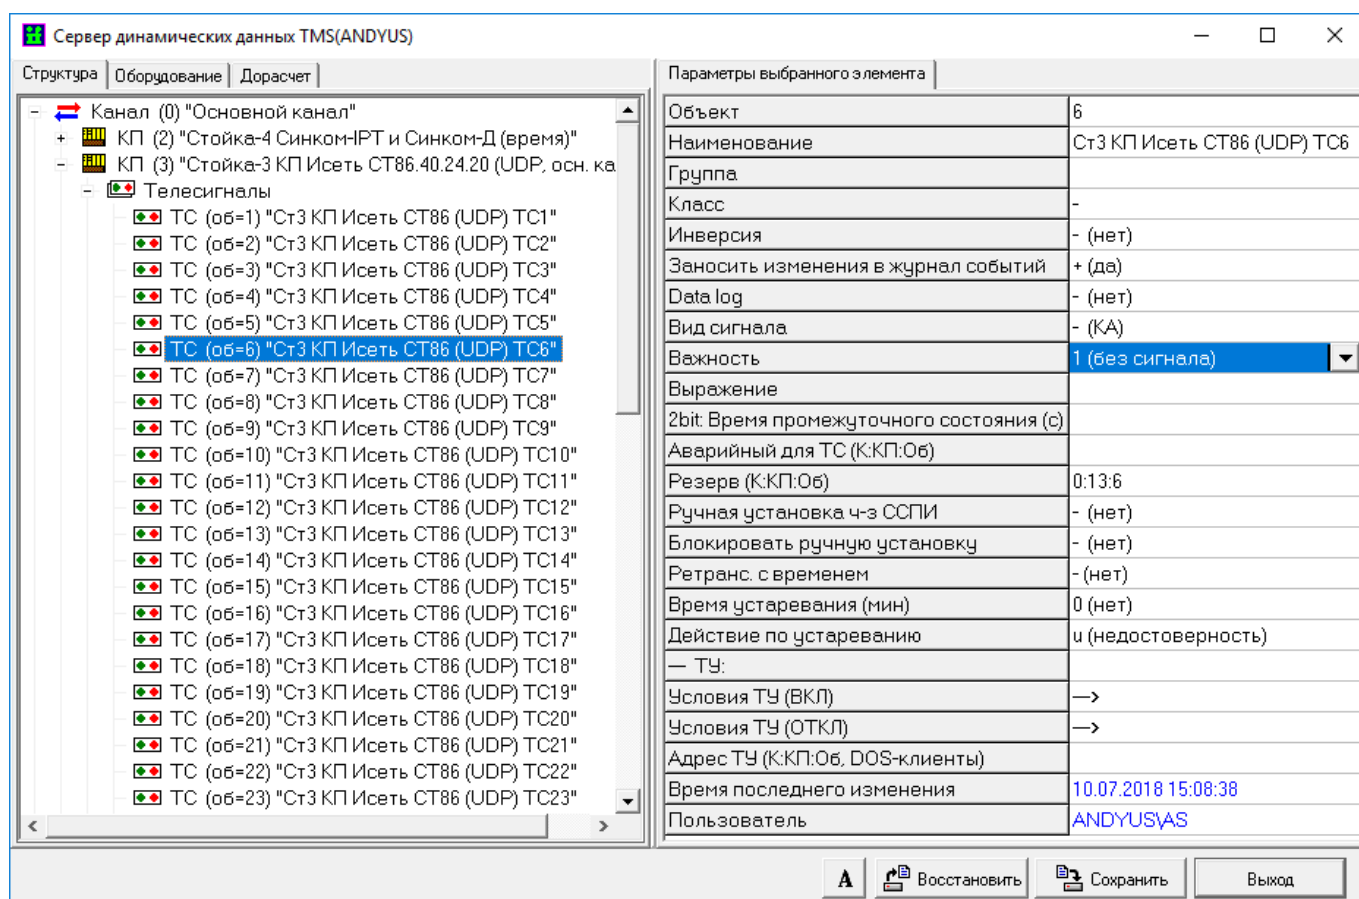 Сервер динамических данных TMS(ANDYUS)
Структура Оборудование Дорасчет
Канал (0) "Основной канал"
КП (2) "Стойка-4 Синком-IPT и Синком-Д (время)"
КП (3) "Стойка-3 КП Исеть СТ86.40.24.20 (UDP, осн. ка
Телесигналы
ТС (об=1) "Ст3 КП Исеть СТ86 (UDP) ТС1"
ТС (об=2) "Ст3 КП Исеть СТ86 (UDP) ТС2"
ТС (об=3) "Ст3 КП Исеть СТ86 (UDP) ТС3"
ТС (об=4) "Ст3 КП Исеть СТ86 (UDP) ТС4"
ТС (об=5) "Ст3 КП Исеть СТ86 (UDP) ТС5"
ТС (об=6) "Ст3 КП Исеть СТ86 (UDP) ТС6"
ТС (об=7) "Ст3 КП Исеть СТ86 (UDP) ТС7"
ТС (об=8) "Ст3 КП Исеть СТ86 (UDP) ТС8"
ТС (об=9) "Ст3 КП Исеть СТ86 (UDP) ТС9"
ТС (об=10) "Ст3 КП Исеть СТ86 (UDP) ТС10"
ТС (об=11) "Ст3 КП Исеть СТ86 (UDP) ТС11"
ТС (об=12) "Ст3 КП Исеть СТ86 (UDP) ТС12"
ТС (об=13) "Ст3 КП Исеть СТ86 (UDP) ТС13"
ТС (об=14) "Ст3 КП Исеть СТ86 (UDP) ТС14"
ТС (об=15) "Ст3 КП Исеть СТ86 (UDP) ТС15"
ТС (об=16) "Ст3 КП Исеть СТ86 (UDP) ТС16"
ТС (об=17) "Ст3 КП Исеть СТ86 (UDP) ТС17"
ТС (об=18) "Ст3 КП Исеть СТ86 (UDP) ТС18"
ТС (об=19) "Ст3 КП Исеть СТ86 (UDP) ТС19"
ТС (об=20) "Ст3 КП Исеть СТ86 (UDP) ТС20"
ТС (об=21) "Ст3 КП Исеть СТ86 (UDP) ТС21"
ТС (об=22) "Ст3 КП Исеть СТ86 (UDP) ТС22"
ТС (об=23) "Ст3 КП Исеть СТ86 (UDP) ТС23"
Параметры выбранного элемента
Объект 6
Наименование Ст3 КП Исеть СТ86 (UDP) ТС6
Группа
Класс -
Инверсия - (нет)
Заносить изменения в журнал событий + (да)
Data log - (нет)
Вид сигнала - (КА)
Важность 1 (без сигнала)
Выражение
2bit: Время промежуточного состояния (с)
Аварийный для ТС (К:КП:Об)
Резерв (К:КП:Об) 0:13:6
Ручная установка ч-з ССПИ - (нет)
Блокировать ручную установку - (нет)
Ретранс. с временем - (нет)
Время устаревания (мин) 0 (нет)
Действие по устареванию u (недостоверность)
— ТУ:
Условия ТУ (ВКЛ) —>
Условия ТУ (ОТКЛ) —>
Адрес ТУ (К:КП:Об, DOS-клиенты)
Время последнего изменения 10.07.2018 15:08:38
Пользователь ANDYUS\AS
A Восстановить Сохранить Выход